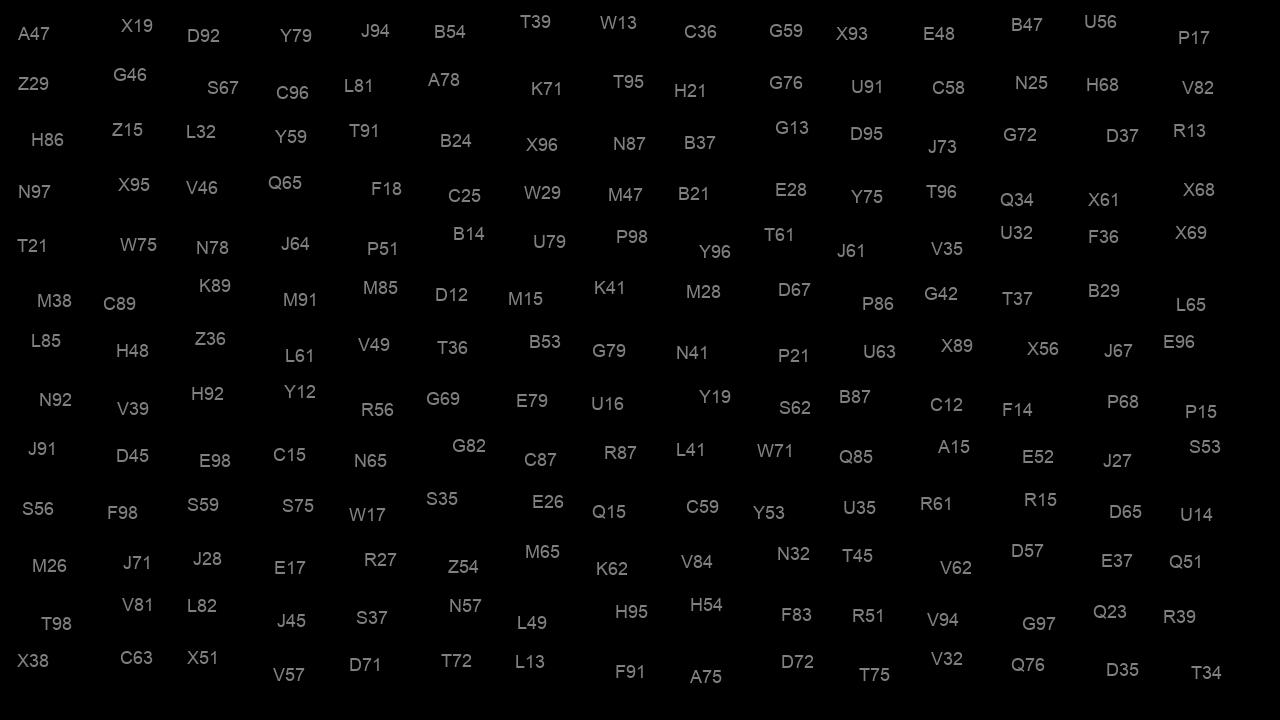 A47 X19 D92 Y79 J94 B54 T39 W13 C36 G59 X93 E48 B47 U56 P17
Z29 G46 S67 C96 L81 A78 K71 T95 H21 G76 U91 C58 N25 H68 V82
H86 Z15 L32 Y59 T91 B24 X96 N87 B37 G13 D95 J73 G72 D37 R13
N97 X95 V46 Q65 F18 C25 W29 M47 B21 E28 Y75 T96 Q34 X61 X68
T21 W75 N78 J64 P51 B14 U79 P98 Y96 T61 J61 V35 U32 F36 X69
M38 C89 K89 M91 M85 D12 M15 K41 M28 D67 P86 G42 T37 B29 L65
L85 H48 Z36 L61 V49 T36 B53 G79 N41 P21 U63 X89 X56 J67 E96
N92 V39 H92 Y12 R56 G69 E79 U16 Y19 S62 B87 C12 F14 P68 P15
J91 D45 E98 C15 N65 G82 C87 R87 L41 W71 Q85 A15 E52 J27 S53
S56 F98 S59 S75 W17 S35 E26 Q15 C59 Y53 U35 R61 R15 D65 U14
M26 J71 J28 E17 R27 Z54 M65 K62 V84 N32 T45 V62 D57 E37 Q51
T98 V81 L82 J45 S37 N57 L49 H95 H54 F83 R51 V94 G97 Q23 R39
X38 C63 X51 V57 D71 T72 L13 F91 A75 D72 T75 V32 Q76 D35 T34